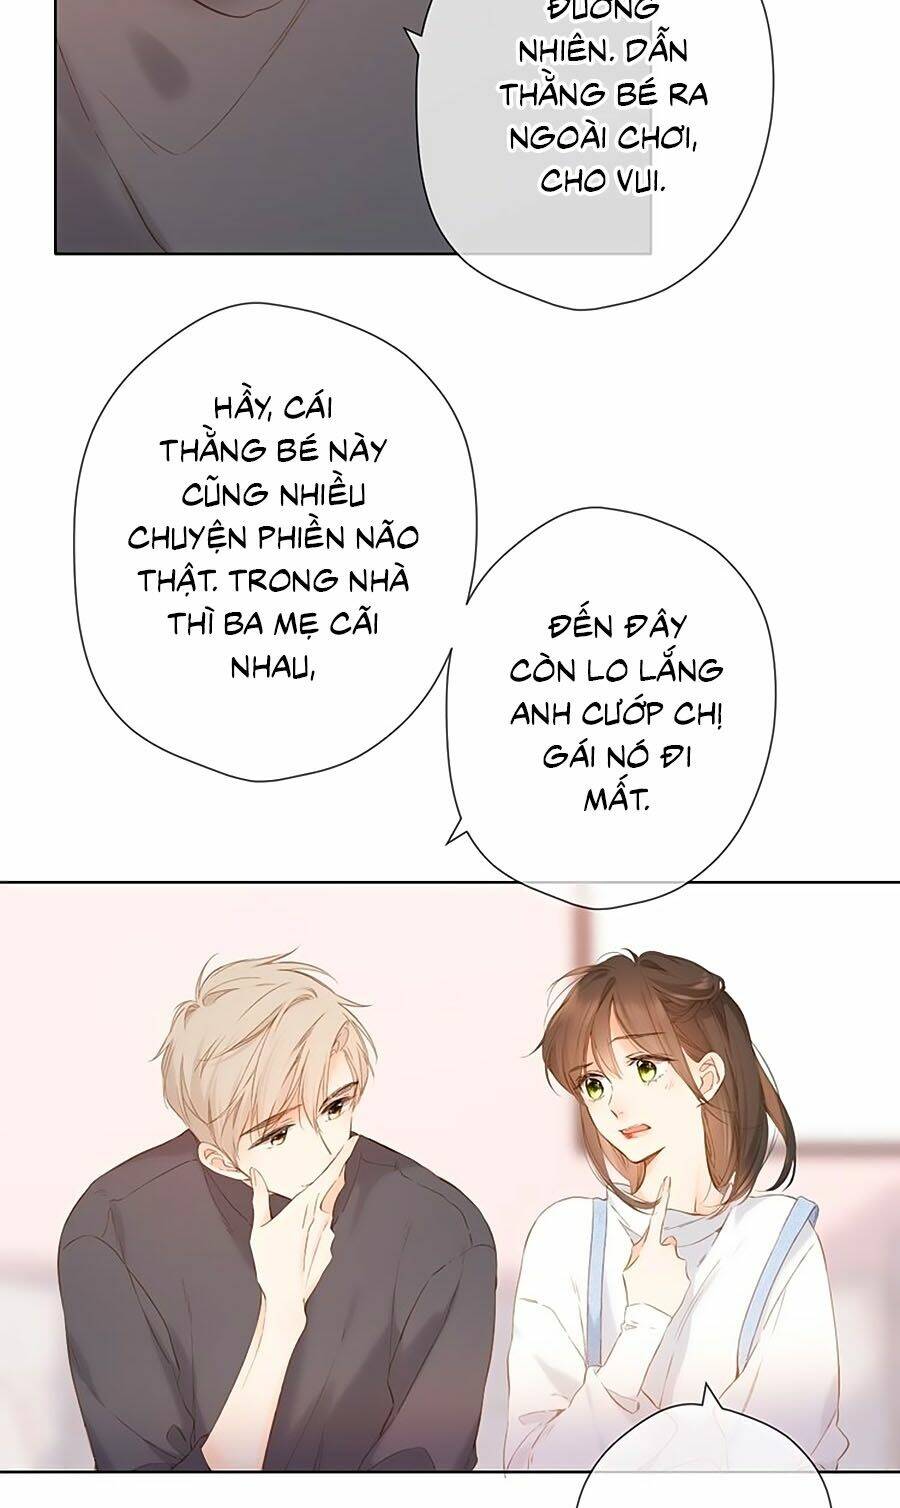 ĐƯƠNG
NHIÊN. DẪN
THẰNG BÉ RA
NGOÀI CHƠI,
CHO VUI.
HẦY, CÁI
THẰNG BÉ NÀY
CŨNG NHIỀU
CHUYỆN PHIỀN NÃO
THẬT. TRONG NHÀ
THÌ BA MẸ CÃI
NHAU,
ĐẾN ĐÂY
CÒN LO LẮNG
ANH CƯỚP CHỊ
GÁI NÓ ĐI
MẤT.